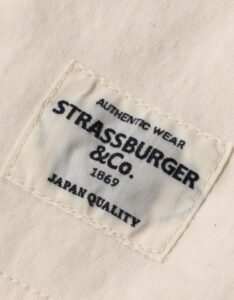 AUTHENTIC WEAR
STRASSBURGER
&Co.
1869
JAPAN QUALITY